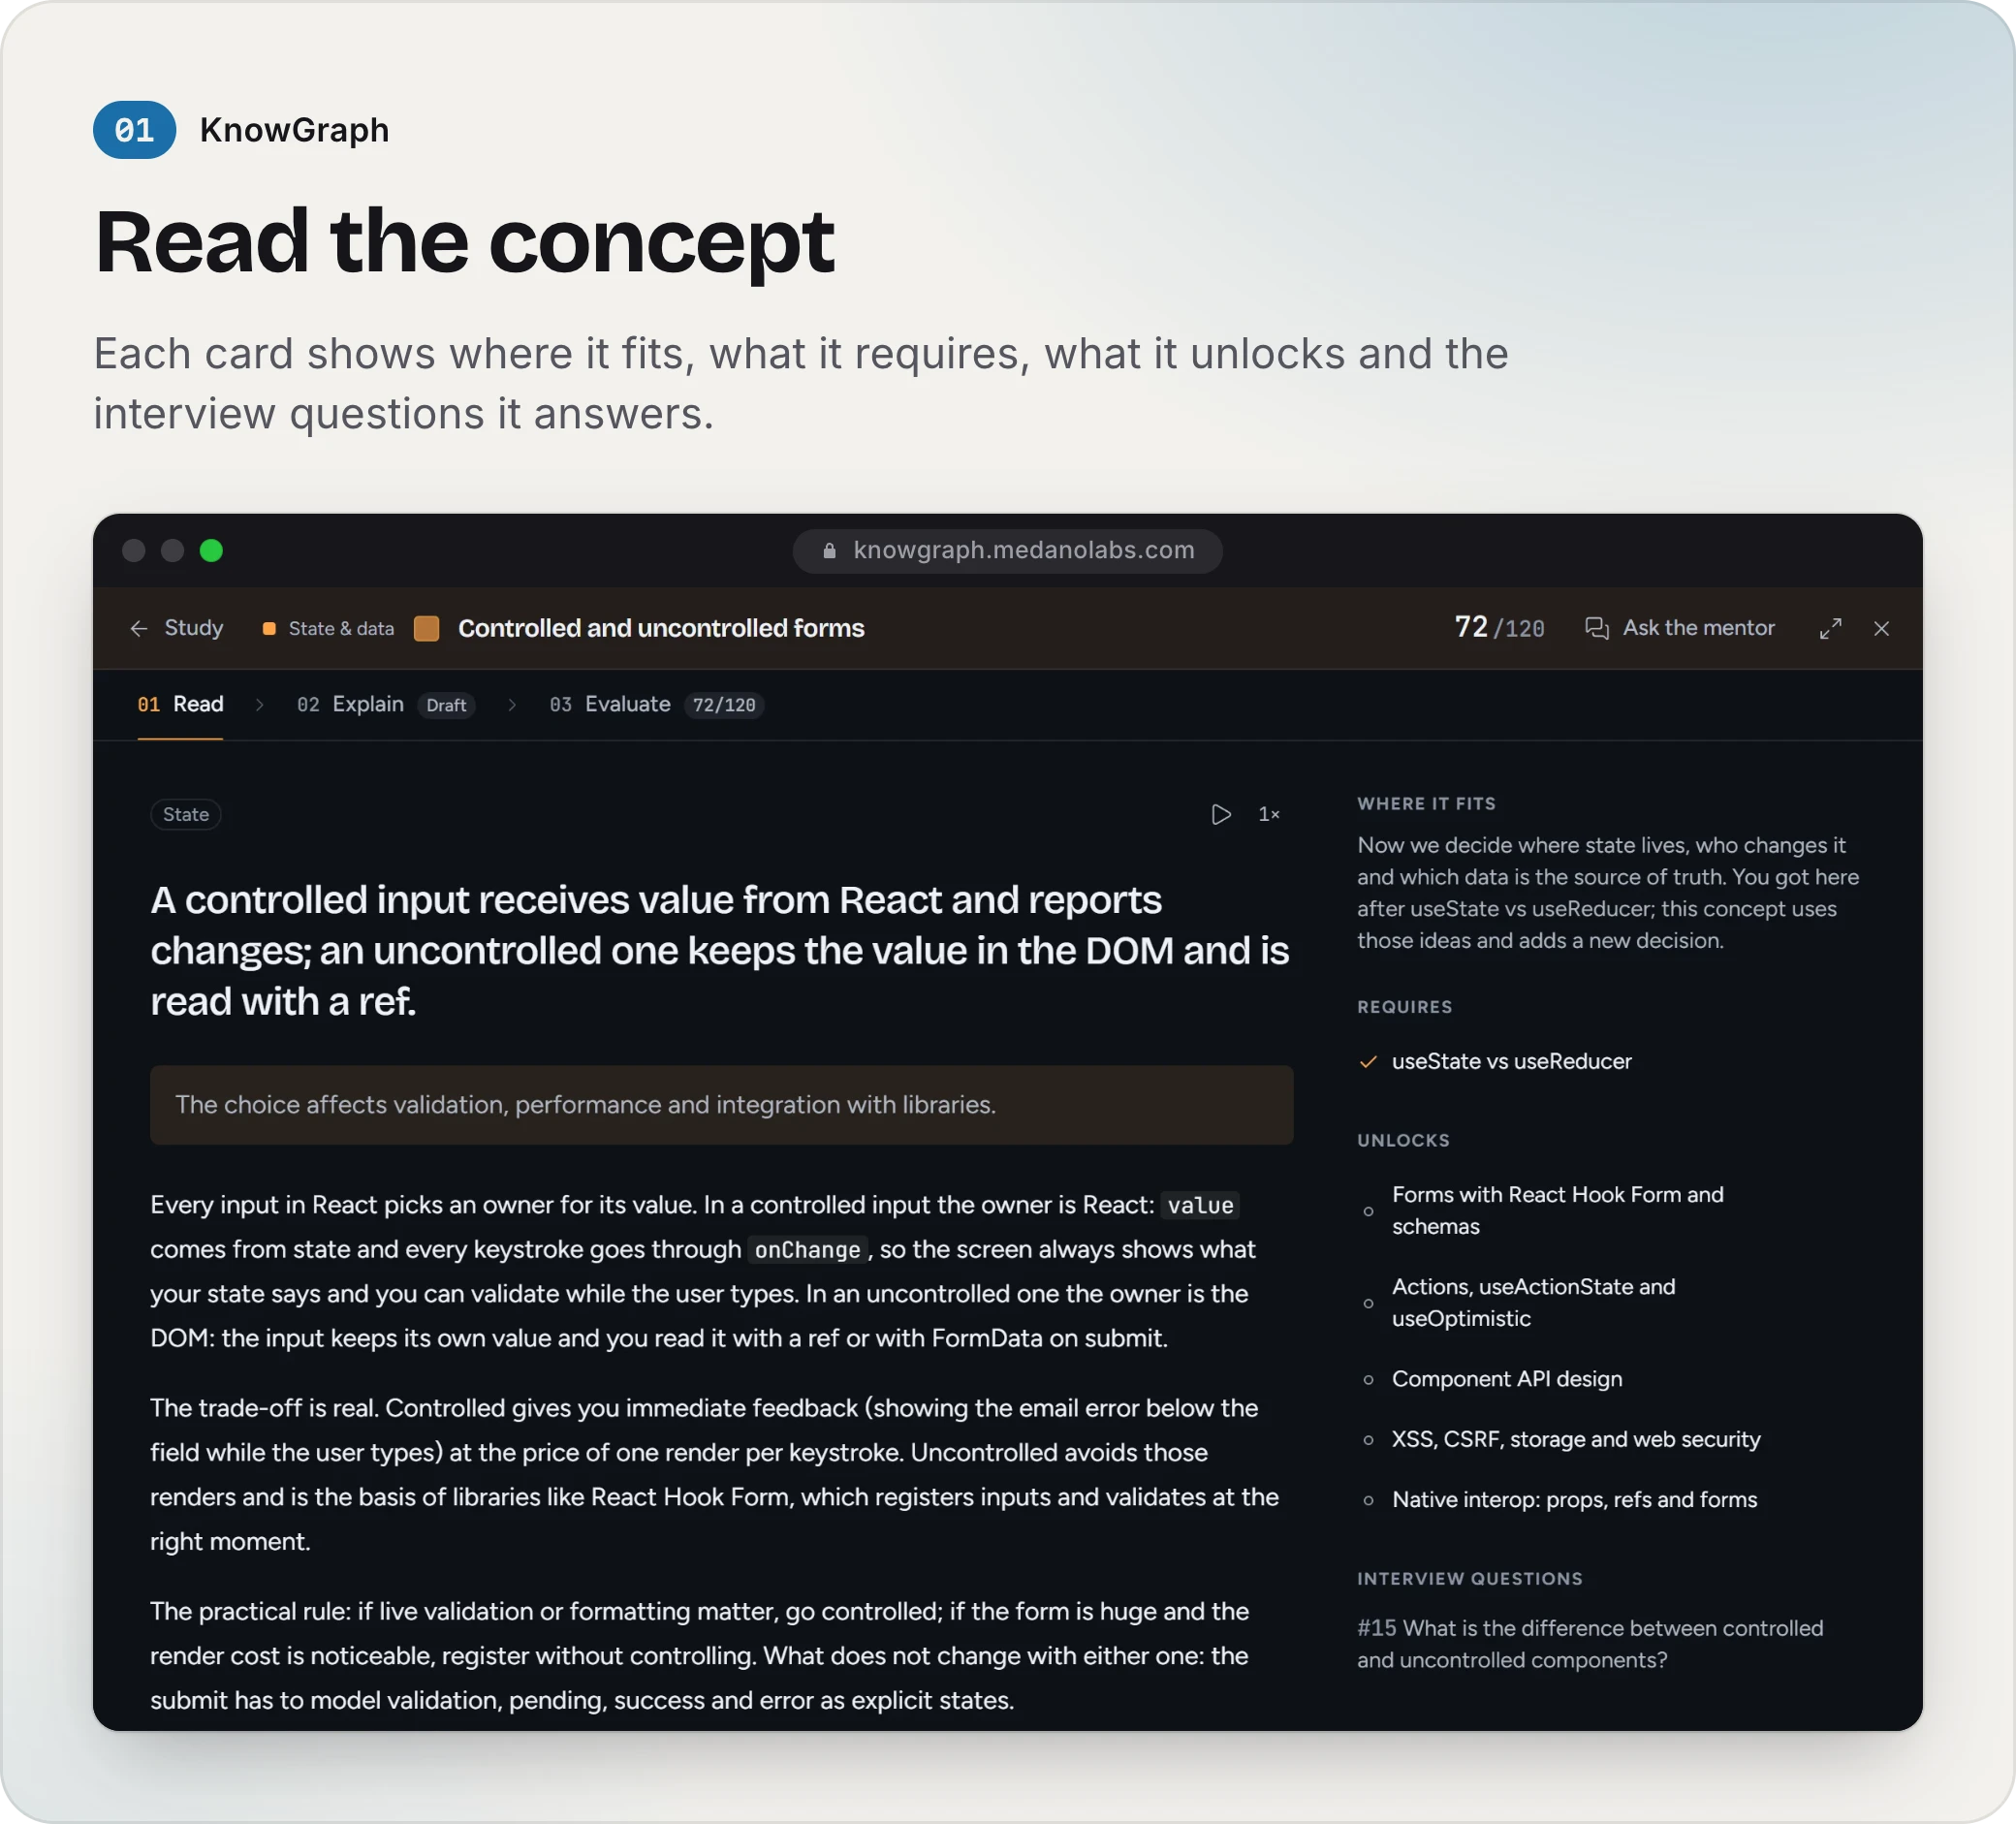 01 KnowGraph
Read the concept
Each card shows where it fits, what it requires, what it unlocks and the
interview questions it answers.
knowgraph.medanolabs.com
Study State & data Controlled and uncontrolled forms 72/120 Ask the mentor
01 Read 02 Explain Draft 03 Evaluate 72/120
State 1×
A controlled input receives value from React and reports
changes; an uncontrolled one keeps the value in the DOM and is
read with a ref.
The choice affects validation, performance and integration with libraries.
Every input in React picks an owner for its value. In a controlled input the owner is React: value
comes from state and every keystroke goes through onChange, so the screen always shows what
your state says and you can validate while the user types. In an uncontrolled one the owner is the
DOM: the input keeps its own value and you read it with a ref or with FormData on submit.
The trade-off is real. Controlled gives you immediate feedback (showing the email error below the
field while the user types) at the price of one render per keystroke. Uncontrolled avoids those
renders and is the basis of libraries like React Hook Form, which registers inputs and validates at the
right moment.
The practical rule: if live validation or formatting matter, go controlled; if the form is huge and the
render cost is noticeable, register without controlling. What does not change with either one: the
submit has to model validation, pending, success and error as explicit states.
WHERE IT FITS
Now we decide where state lives, who changes it
and which data is the source of truth. You got here
after useState vs useReducer; this concept uses
those ideas and adds a new decision.
REQUIRES
useState vs useReducer
UNLOCKS
Forms with React Hook Form and
schemas
Actions, useActionState and
useOptimistic
Component API design
XSS, CSRF, storage and web security
Native interop: props, refs and forms
INTERVIEW QUESTIONS
#15 What is the difference between controlled
and uncontrolled components?